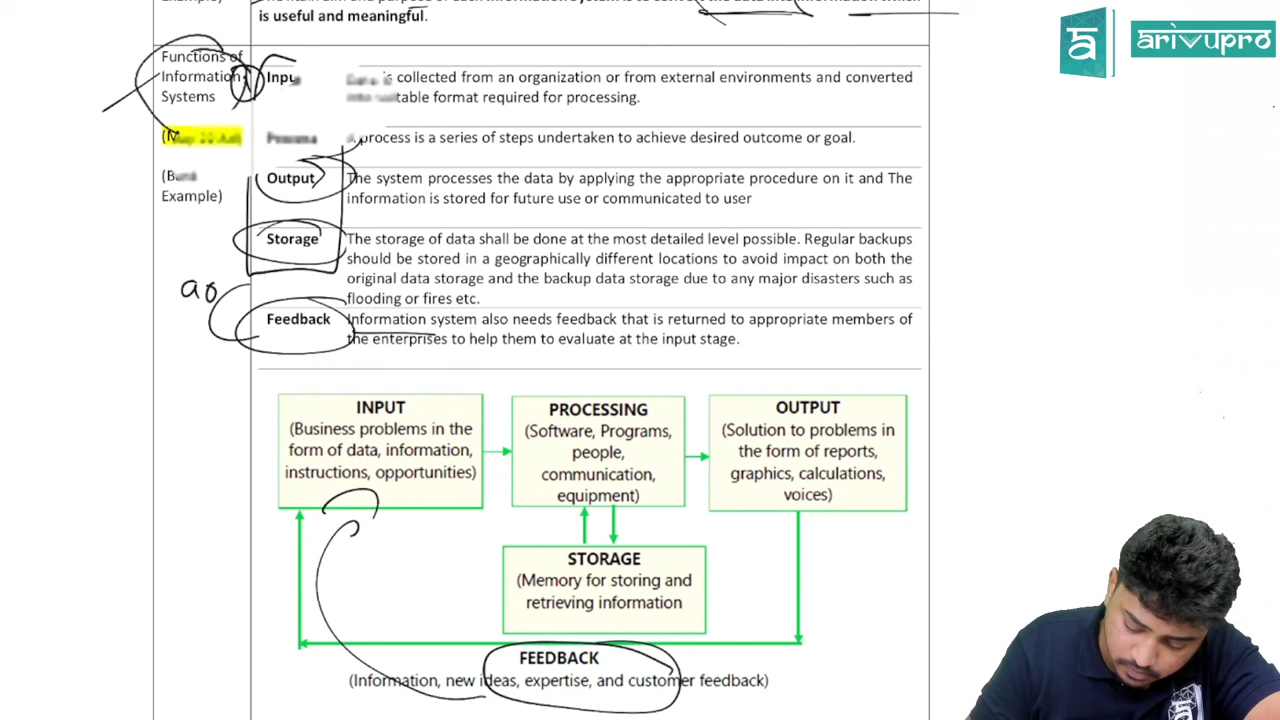 is useful and meaningful.
Functions of
Information
Systems
Example)
is collected from an organization or from external environments and converted
table format required for processing.
process is a series of steps undertaken to achieve desired outcome or goal.
Output
The system processes the data by applying the appropriate procedure on it and The
information is stored for future use or communicated to user
Storage
The storage of data shall be done at the most detailed level possible. Regular backups
should be stored in a geographically different locations to avoid impact on both the
original data storage and the backup data storage due to any major disasters such as
flooding or fires etc.
Feedback
Information system also needs feedback that is returned to appropriate members of
the enterprises to help them to evaluate at the input stage.
INPUT
(Business problems in the
form of data, information,
instructions, opportunities)
PROCESSING
(Software, Programs,
people,
communication,
equipment)
OUTPUT
(Solution to problems in
the form of reports,
graphics, calculations,
voices)
STORAGE
(Memory for storing and
retrieving information
FEEDBACK
(Information, new ideas, expertise, and customer feedback)
arivupro